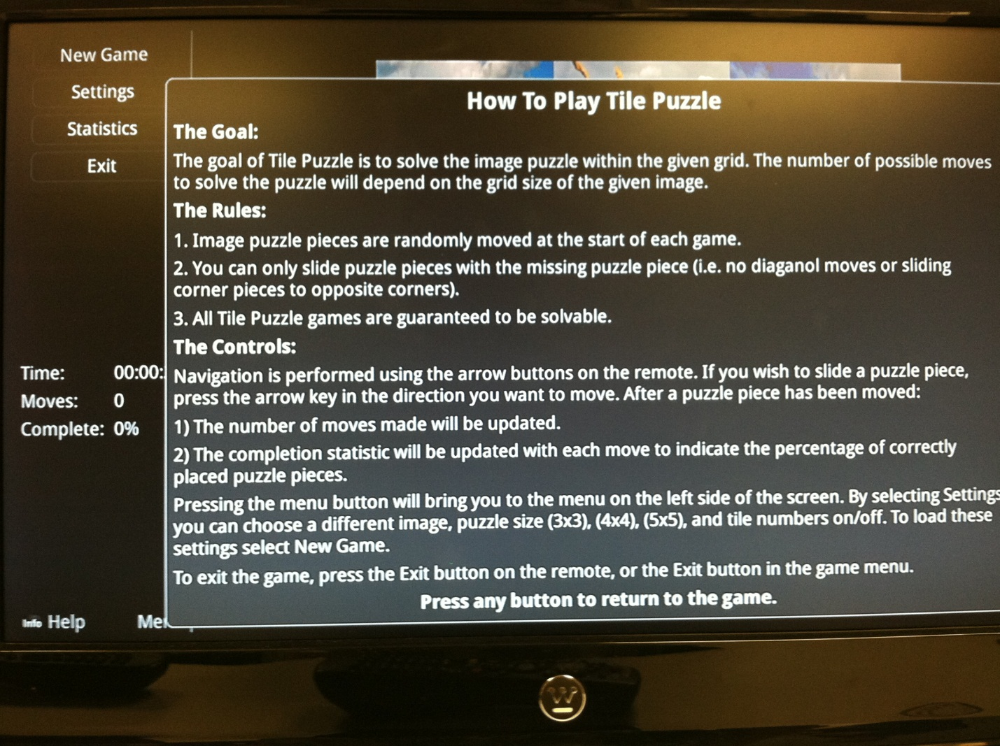 New Game
Settings
Statistics
Exit
How To Play Tile Puzzle
The Goal:
The goal of Tile Puzzle is to solve the image puzzle within the given grid. The number of possible moves
to solve the puzzle will depend on the grid size of the given image.
The Rules:
1. Image puzzle pieces are randomly moved at the start of each game.
2. You can only slide puzzle pieces with the missing puzzle piece (i.e. no diaganol moves or sliding
corner pieces to opposite corners).
3. All Tile Puzzle games are guaranteed to be solvable.
The Controls:
Navigation is performed using the arrow buttons on the remote. If you wish to slide a puzzle piece,
press the arrow key in the direction you want to move. After a puzzle piece has been moved:
1) The number of moves made will be updated.
2) The completion statistic will be updated with each move to indicate the percentage of correctly
placed puzzle pieces.
Pressing the menu button will bring you to the menu on the left side of the screen. By selecting Settings
you can choose a different image, puzzle size (3x3), (4x4), (5x5), and tile numbers on/off. To load these
settings select New Game.
To exit the game, press the Exit button on the remote, or the Exit button in the game menu.
Press any button to return to the game.
Time: 00:00:
Moves: 0
Complete: 0%
Info Help
W